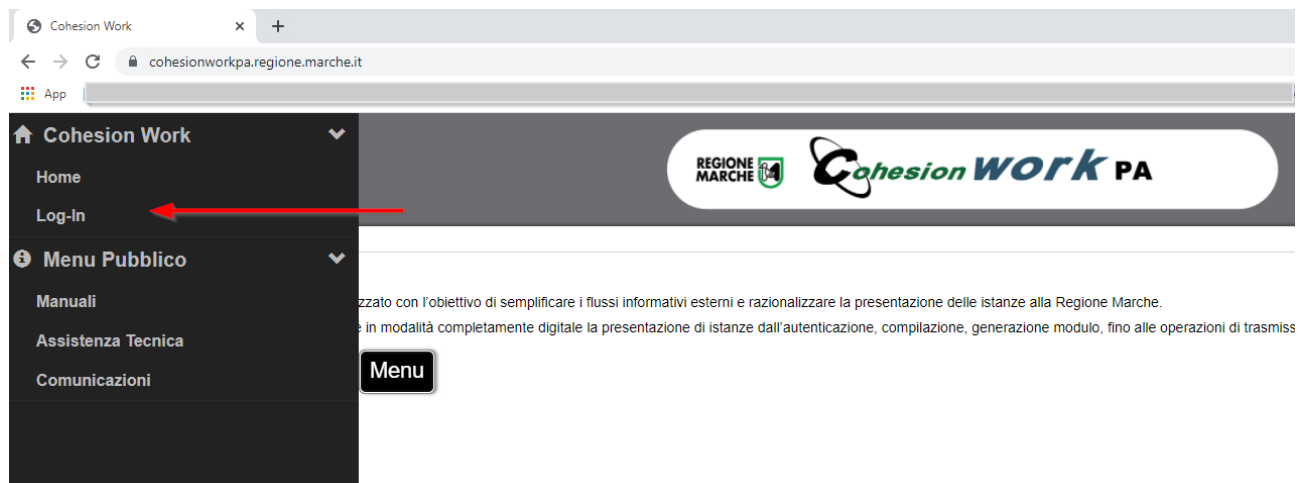 Cohesion Work
cohesionworkpa.regione.marche.it
App
Cohesion Work
Home
Log-In
Menu Pubblico
Manuali
Assistenza Tecnica
Comunicazioni
REGIONE
MARCHE
Cohesion Work PA
zzato con l'obiettivo di semplificare i flussi informativi esterni e razionalizzare la presentazione delle istanze alla Regione Marche.
e in modalità completamente digitale la presentazione di istanze dall'autenticazione, compilazione, generazione modulo, fino alle operazioni di trasmiss
Menu